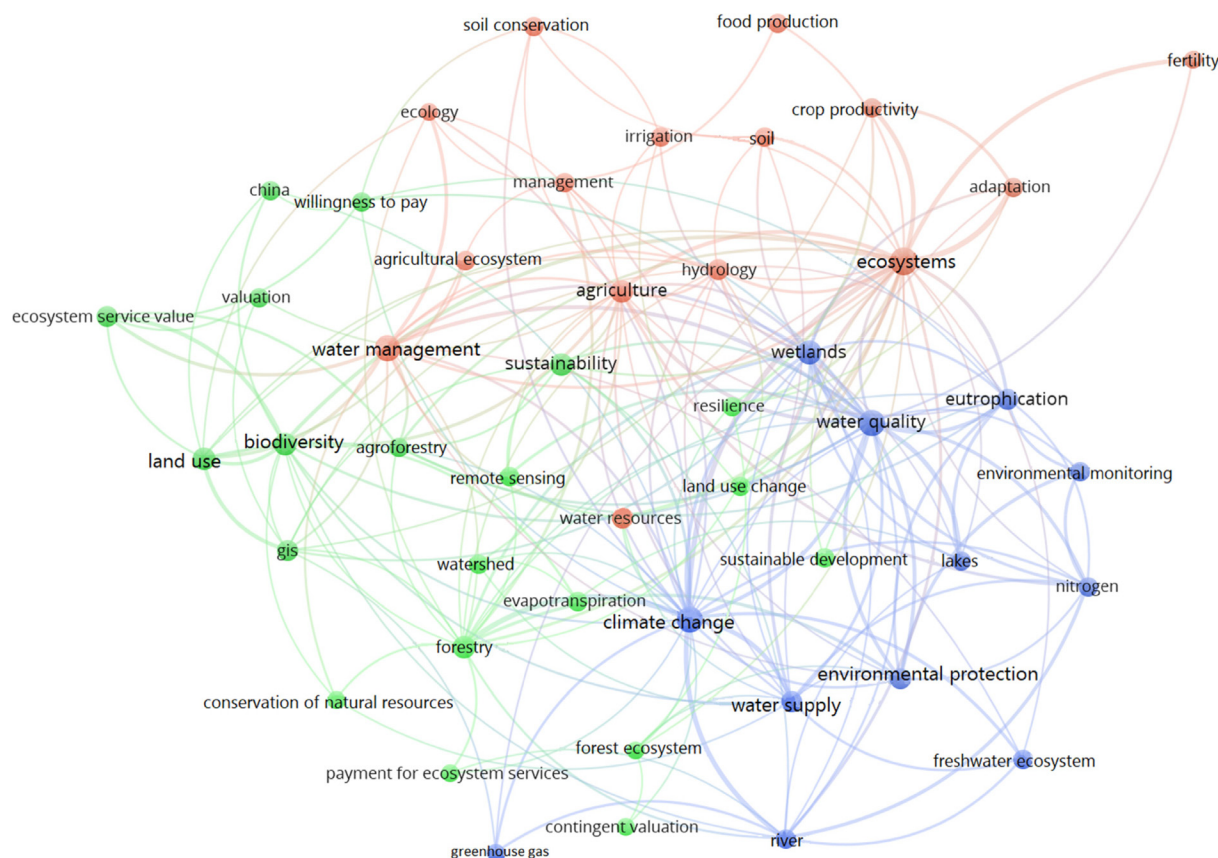 soil conservation
food production
fertility
ecology
crop productivity
irrigation
soil
china
management
adaptation
willingness to pay
agricultural ecosystem
hydrology
ecosystems
valuation
agriculture
ecosystem service value
water management
wetlands
sustainability
resilience
eutrophication
water quality
biodiversity
agroforestry
land use
remote sensing
land use change
environmental monitoring
water resources
gis
watershed
sustainable development
lakes
nitrogen
evapotranspiration
climate change
forestry
environmental protection
conservation of natural resources
water supply
forest ecosystem
freshwater ecosystem
payment for ecosystem services
contingent valuation
river
greenhouse gas